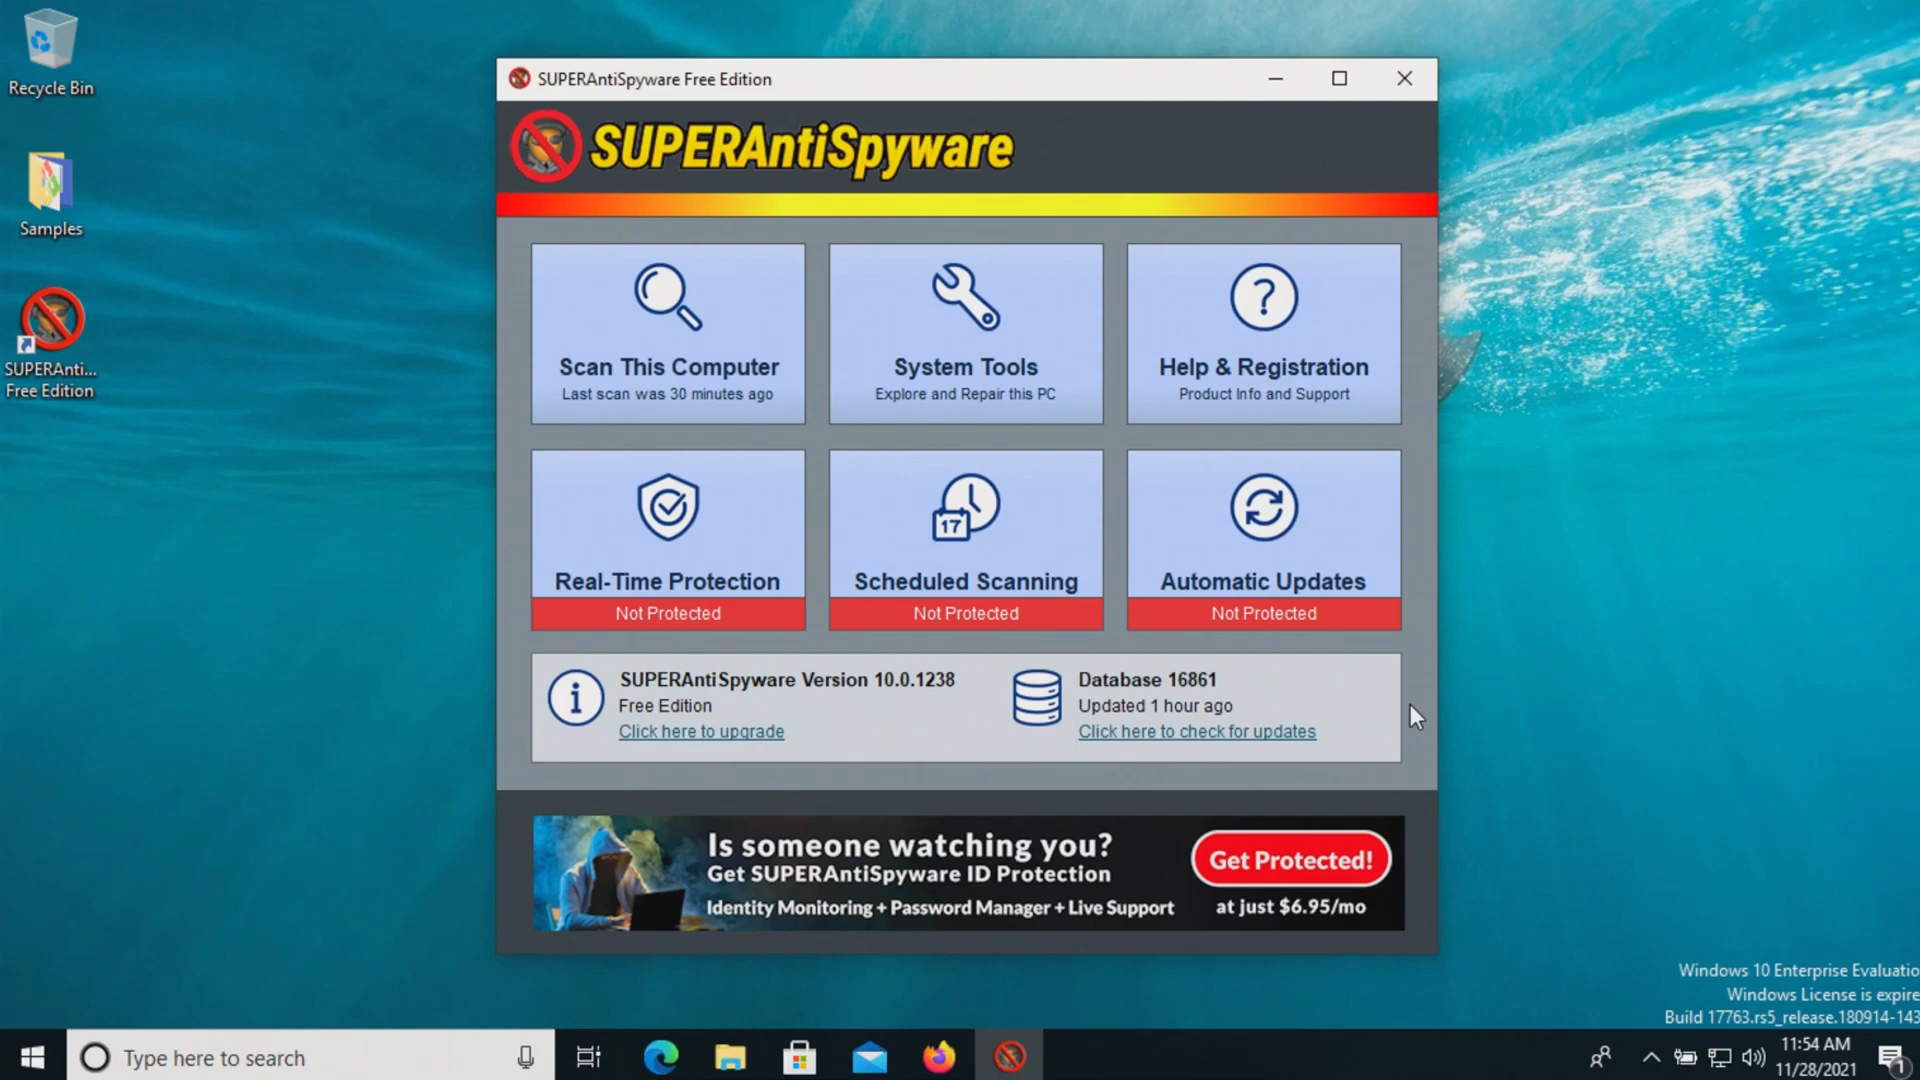 Recycle Bin
Samples
SUPERAnti...
Free Edition
SUPERAntiSpyware Free Edition
SUPERAntiSpyware
Scan This Computer
Last scan was 30 minutes ago
System Tools
Explore and Repair this PC
?
Help & Registration
Product Info and Support
Real-Time Protection
Not Protected
17
Scheduled Scanning
Not Protected
Automatic Updates
Not Protected
i
SUPERAntiSpyware Version 10.0.1238
Free Edition
Click here to upgrade
Database 16861
Updated 1 hour ago
Click here to check for updates
Is someone watching you?
Get SUPERAntiSpyware ID Protection
Identity Monitoring + Password Manager + Live Support
Get Protected!
at just $6.95/mo
Windows 10 Enterprise Evaluatio
Windows License is expire
Build 17763.rs5_release.180914-143
Type here to search
11:54 AM
11/28/2021
1